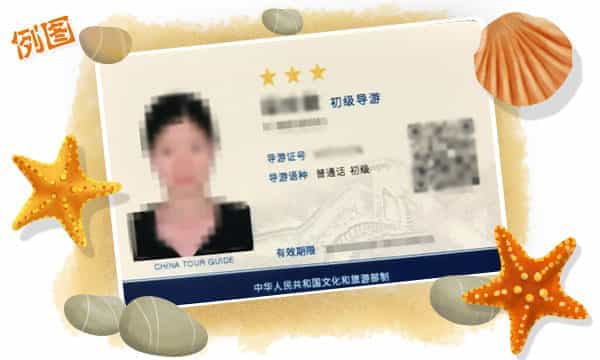 例图
初级导游
导游证号
导游语种 普通话 初级
有效期限
CHINA TOUR GUIDE
中华人民共和国文化和旅游部制